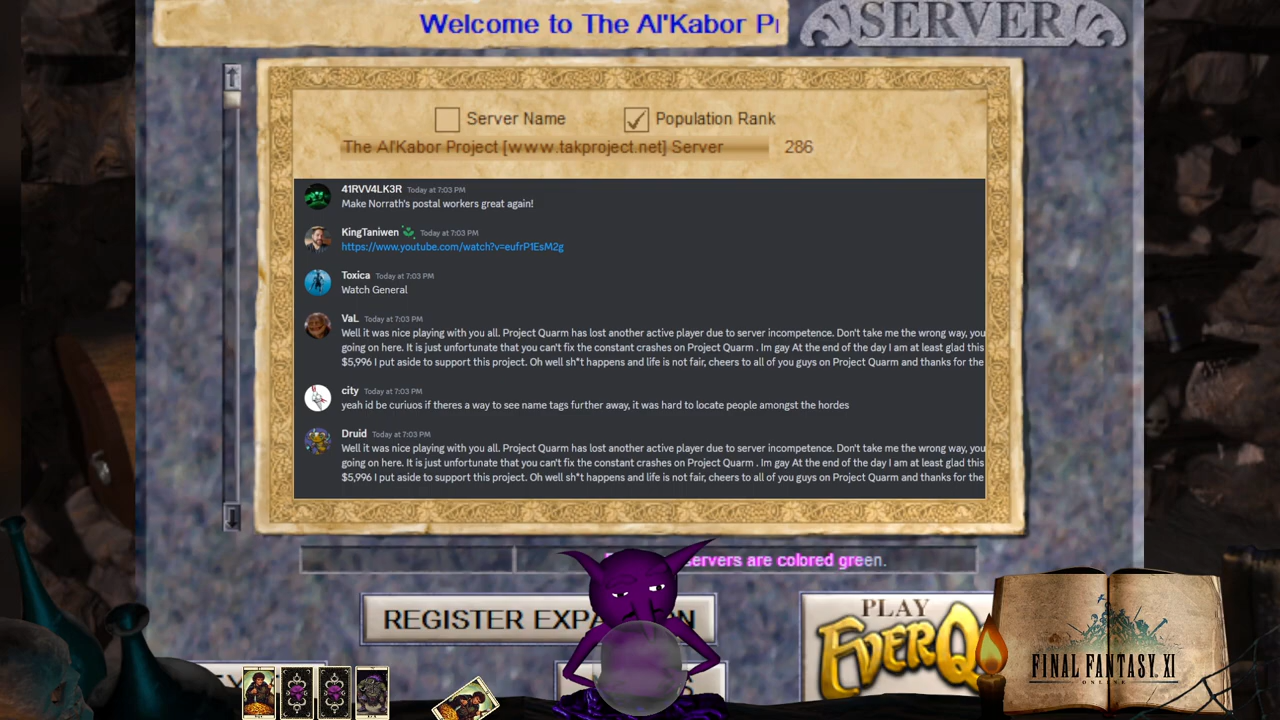 Welcome to The Al'Kabor P
SERVER
Server Name
Population Rank
The Al'Kabor Project [www.takproject.net] Server 286
41RVV4LK3R Today at 7:03 PM
Make Norrath's postal workers great again!
KingTaniwen Today at 7:03 PM
https://www.youtube.com/watch?v=eufrP1EsM2g
Toxica Today at 7:03 PM
Watch General
VaL Today at 7:03 PM
Well it was nice playing with you all. Project Quarm has lost another active player due to server incompetence. Don't take me the wrong way, you
going on here. It is just unfortunate that you can't fix the constant crashes on Project Quarm . Im gay At the end of the day I am at least glad this
$5,996 I put aside to support this project. Oh well sh*t happens and life is not fair, cheers to all of you guys on Project Quarm and thanks for the
city Today at 7:03 PM
yeah id be curiuos if theres a way to see name tags further away, it was hard to locate people amongst the hordes
Druid Today at 7:03 PM
Well it was nice playing with you all. Project Quarm has lost another active player due to server incompetence. Don't take me the wrong way, you
going on here. It is just unfortunate that you can't fix the constant crashes on Project Quarm . Im gay At the end of the day I am at least glad this
$5,996 I put aside to support this project. Oh well sh*t happens and life is not fair, cheers to all of you guys on Project Quarm and thanks for the
servers are colored green.
REGISTER EXPA N
PLAY
EVERQ
FINAL FANTASY XI
ONLINE